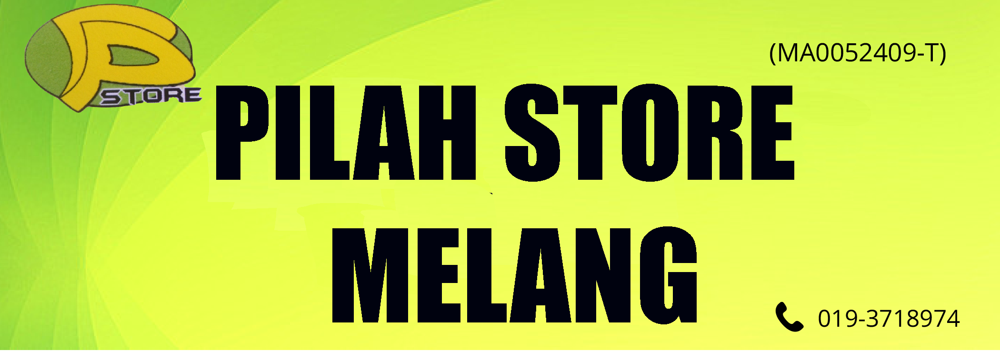 P
STORE
(MA0052409-T)
PILAH STORE
MELANG
019-3718974